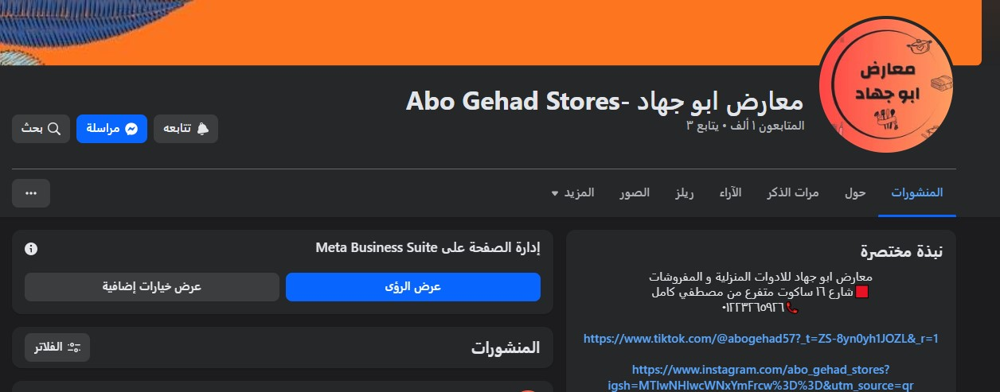 معارض
ابو جهاد
معارض ابو جهاد -Abo Gehad Stores
المتابعون ١ ألف • يتابع ٣
تتابعه
مراسلة
بحث
المنشورات
حول
مرات الذكر
الآراء
ريلز
الصور
المزيد
نبذة مختصرة
معارض ابو جهاد للادوات المنزلية و المفروشات
🟥شارع ١٦ ساكوت متفرع من مصطفي كامل
📞٠١٢٢٣٢٦٥٩٢٦
https://www.tiktok.com/@abogehad57?_t=ZS-8yn0yh1JOZL&_r=1
https://www.instagram.com/abo_gehad_stores?
igsh=MTlwNHlwcWNxYmFrcw%3D%3D&utm_source=qr
إدارة الصفحة على Meta Business Suite
عرض الرؤى
عرض خيارات إضافية
المنشورات
الفلاتر